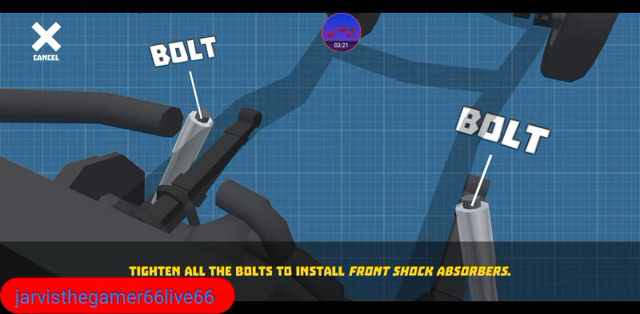 BOLT
03:21
CANCEL
BOLT
TIGHTEN ALL THE BOLTS TO INSTALL FRONT SHOCK ABSORBERS.
jarvisthegamer66live66